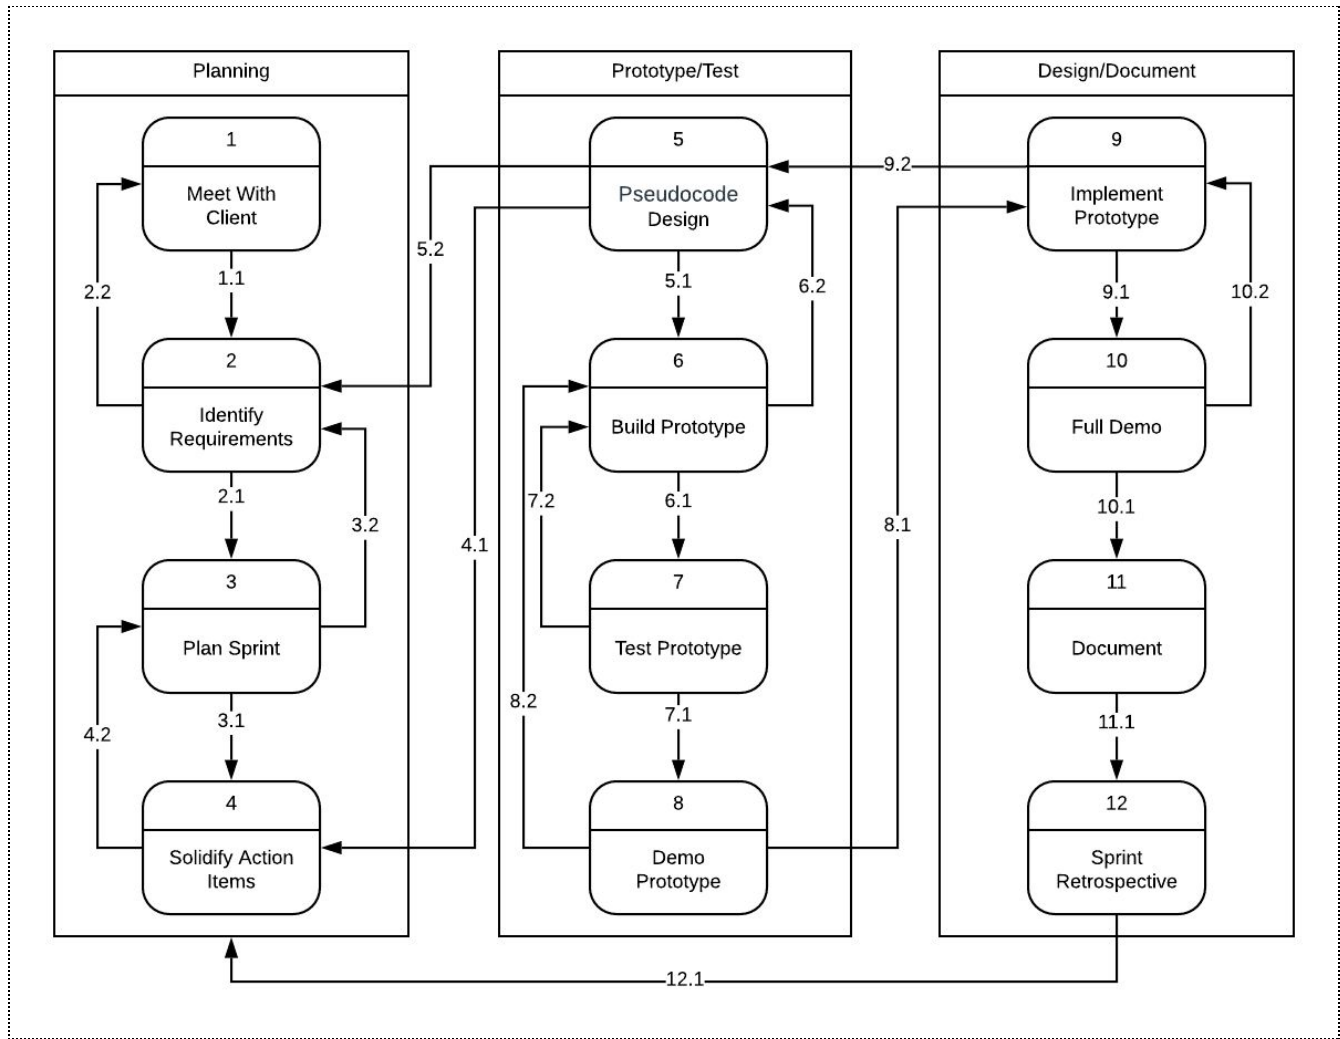 Planning
1
Meet With
Client
2.2
1.1
2
Identify
Requirements
2.1
3.2
3
Plan Sprint
4.2
3.1
4
Solidify Action
Items
5.2
4.1
Prototype/Test
5
Pseudocode
Design
5.1
6.2
6
Build Prototype
7.2
6.1
7
Test Prototype
8.2
7.1
8
Demo
Prototype
9.2
8.1
Design/Document
9
Implement
Prototype
9.1
10.2
10
Full Demo
10.1
11
Document
11.1
12
Sprint
Retrospective
12.1